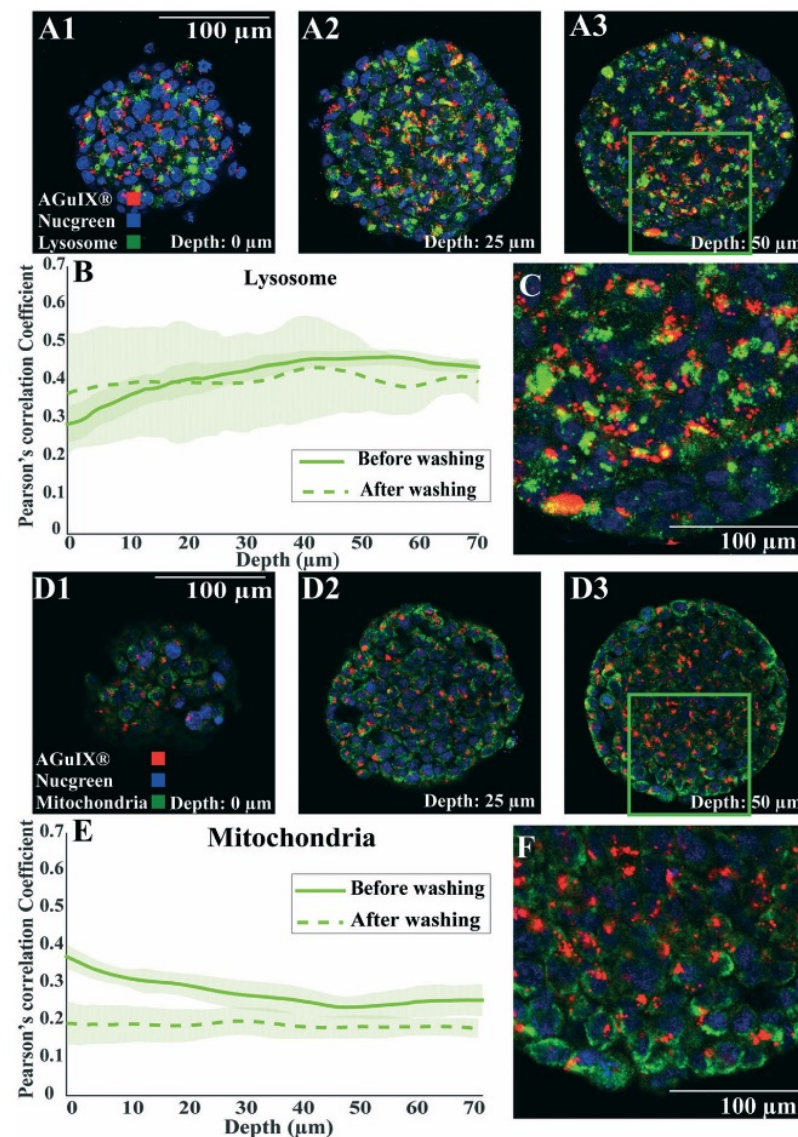 A1
100 µm
AGuIX®
Nucgreen
Lysosome
Depth: 0 µm
A2
Depth: 25 µm
A3
Depth: 50 µm
B
Lysosome
Pearson's correlation Coefficient
0.7
0.6
0.5
0.4
0.3
0.2
0.1
0
Before washing
After washing
0 10 20 30 40 50 60 70
Depth (µm)
C
100 µm
D1
100 µm
AGuIX®
Nucgreen
Mitochondria
Depth: 0 µm
D2
Depth: 25 µm
D3
Depth: 50 µm
E
Mitochondria
Pearson's correlation Coefficient
0.7
0.6
0.5
0.4
0.3
0.2
0.1
0
Before washing
After washing
0 10 20 30 40 50 60 70
Depth (µm)
F
100 µm